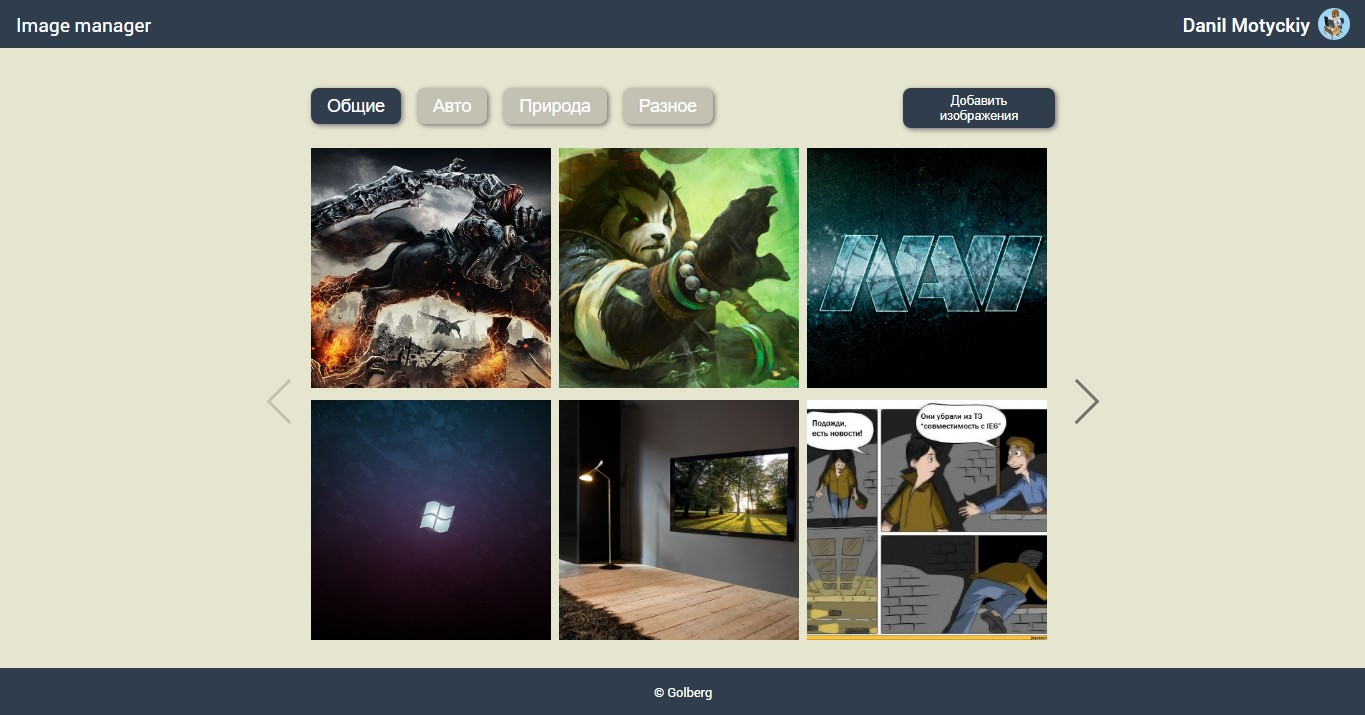 Image manager
Danil Motyckiy
Общие
Авто
Природа
Разное
Добавить
изображения
NAVI
Подожди,
есть новости!
Они убрали из ТЗ
"совместимость с IE6"
© Golberg